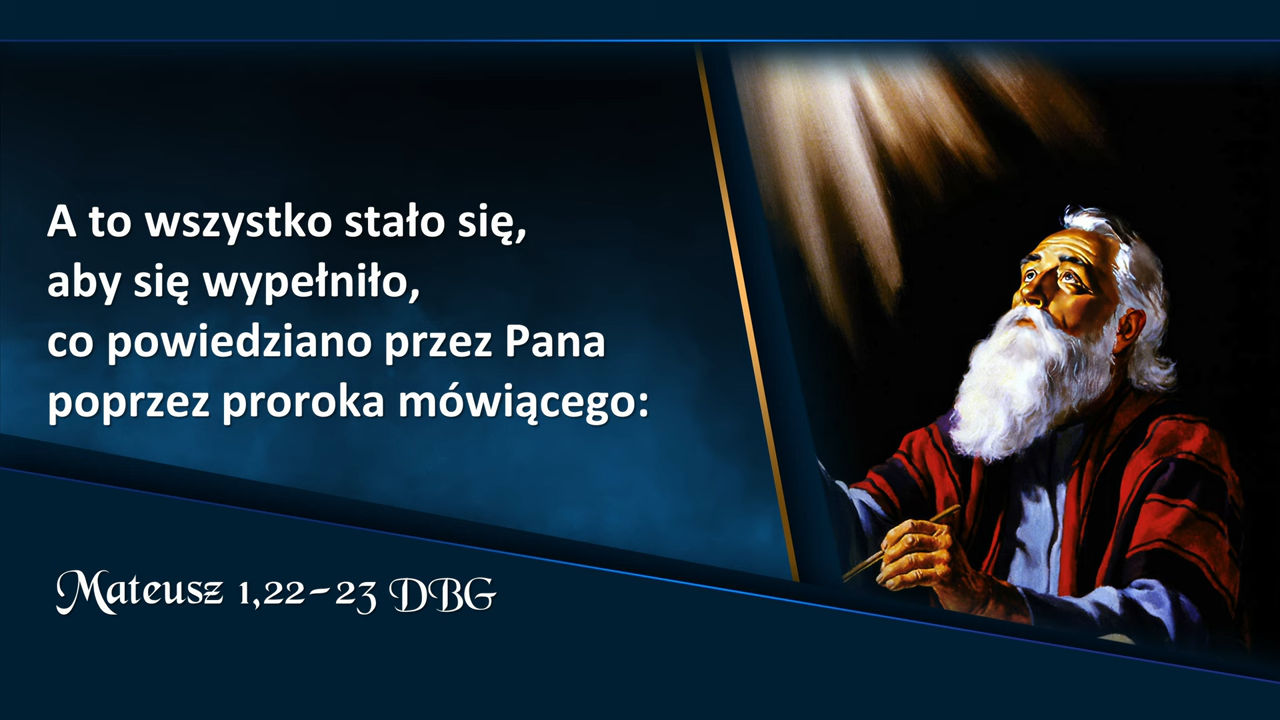 A to wszystko stało się,
aby się wypełniło,
co powiedziano przez Pana
poprzez proroka mówiącego:
Mateusz 1,22-23 DBG